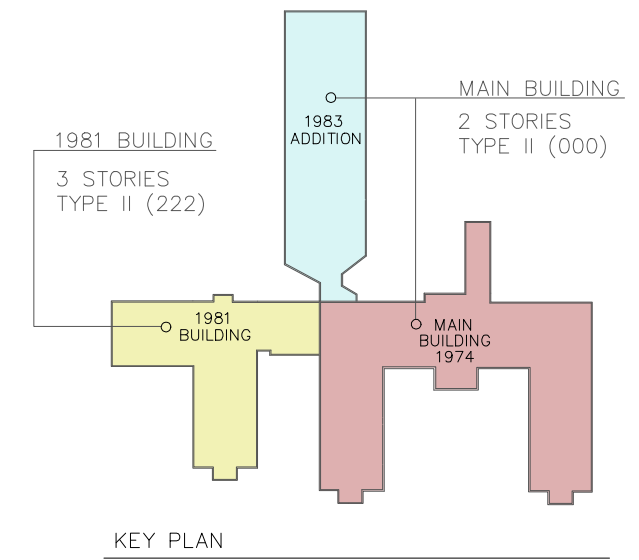 MAIN BUILDING
2 STORIES
TYPE II (000)
1983
ADDITION
1981 BUILDING
3 STORIES
TYPE II (222)
1981
BUILDING
MAIN
BUILDING
1974
KEY PLAN